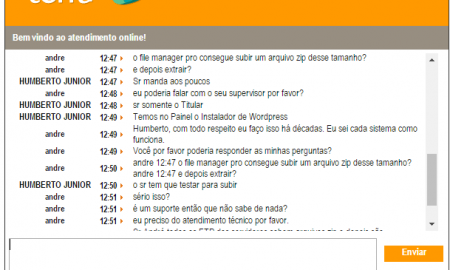 terra
Bem vindo ao atendimento online!
andre 12:47 o file manager pro consegue subir um arquivo zip desse tamanho?
andre 12:47 e depois extrair?
HUMBERTO JUNIOR 12:47 Sr manda aos poucos
andre 12:48 eu poderia falar com o seu supervisor por favor?
HUMBERTO JUNIOR 12:48 sr somente o Titular
HUMBERTO JUNIOR 12:49 Temos no Painel o Instalador de Wordpress
andre 12:49 Humberto, com todo respeito eu faço isso há décadas. Eu sei cada sistema como
funciona.
andre 12:49 Você por favor poderia responder as minhas perguntas?
andre 12:50 andre 12:47 o file manager pro consegue subir um arquivo zip desse tamanho?
andre 12:47 e depois extrair?
HUMBERTO JUNIOR 12:50 o sr tem que testar para subir
andre 12:51 sério isso?
andre 12:51 é um suporte então que não sabe de nada?
andre 12:51 eu preciso do atendimento técnico por favor.
Enviar